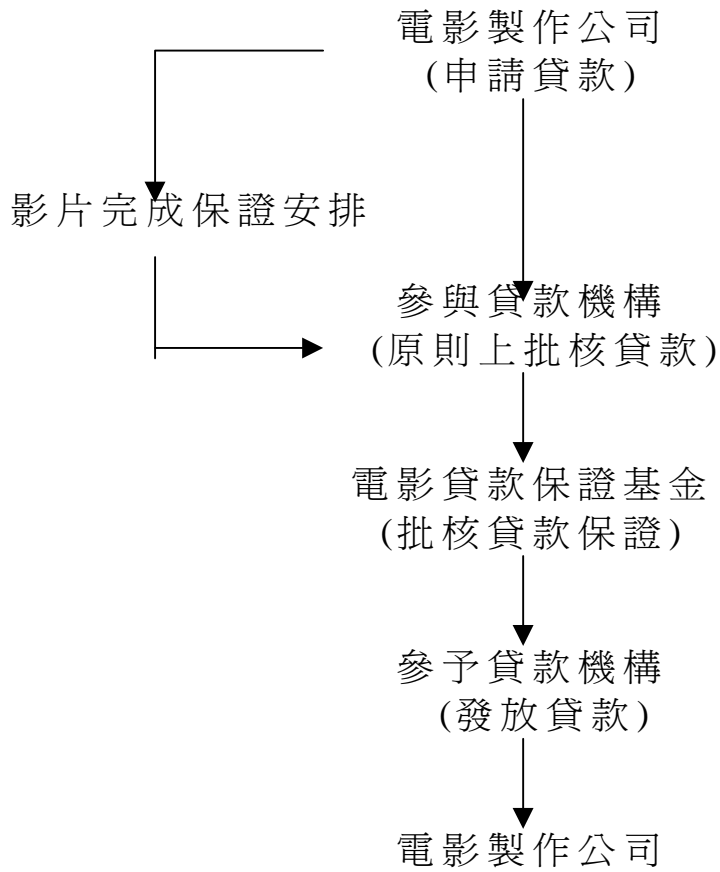 電影製作公司
(申請貸款)
影片完成保證安排
參與貸款機構
(原則上批核貸款)
電影貸款保證基金
(批核貸款保證)
參予貸款機構
(發放貸款)
電影製作公司